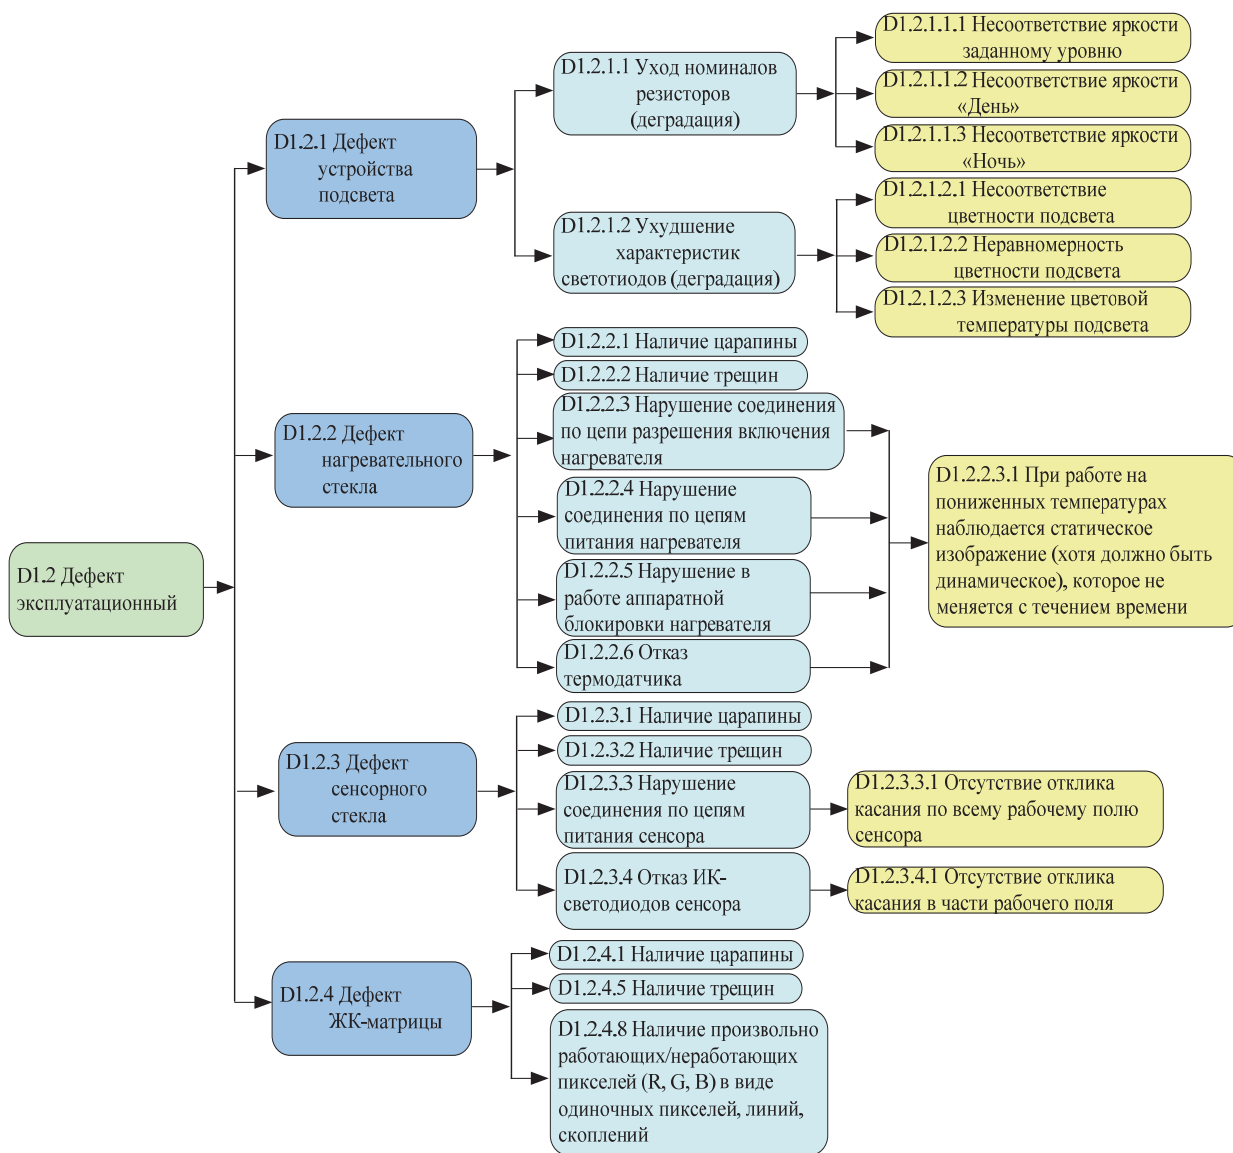 D1.2 Дефект
эксплуатационный
D1.2.1 Дефект
устройства
подсвета
D1.2.1.1 Уход номиналов
резисторов
(деградация)
D1.2.1.1.1 Несоответствие яркости
заданному уровню
D1.2.1.1.2 Несоответствие яркости
«День»
D1.2.1.1.3 Несоответствие яркости
«Ночь»
D1.2.1.2 Ухудшение
характеристик
светотиодов (деградация)
D1.2.1.2.1 Несоответствие
цветности подсвета
D1.2.1.2.2 Неравномерность
цветности подсвета
D1.2.1.2.3 Изменение цветовой
температуры подсвета
D1.2.2 Дефект
нагревательного
стекла
D1.2.2.1 Наличие царапины
D1.2.2.2 Наличие трещин
D1.2.2.3 Нарушение соединения
по цепи разрешения включения
нагревателя
D1.2.2.4 Нарушение
соединения по цепям
питания нагревателя
D1.2.2.5 Нарушение в
работе аппаратной
блокировки нагревателя
D1.2.2.6 Отказ
термодатчика
D1.2.2.3.1 При работе на
пониженных температурах
наблюдается статическое
изображение (хотя должно быть
динамическое), которое не
меняется с течением времени
D1.2.3 Дефект
сенсорного
стекла
D1.2.3.1 Наличие царапины
D1.2.3.2 Наличие трещин
D1.2.3.3 Нарушение
соединения по цепям
питания сенсора
D1.2.3.3.1 Отсутствие отклика
касания по всему рабочему полю
сенсора
D1.2.3.4 Отказ ИК-
светодиодов сенсора
D1.2.3.4.1 Отсутствие отклика
касания в части рабочего поля
D1.2.4 Дефект
ЖК-матрицы
D1.2.4.1 Наличие царапины
D1.2.4.5 Наличие трещин
D1.2.4.8 Наличие произвольно
работающих/неработающих
пикселей (R, G, B) в виде
одиночных пикселей, линий,
скоплений